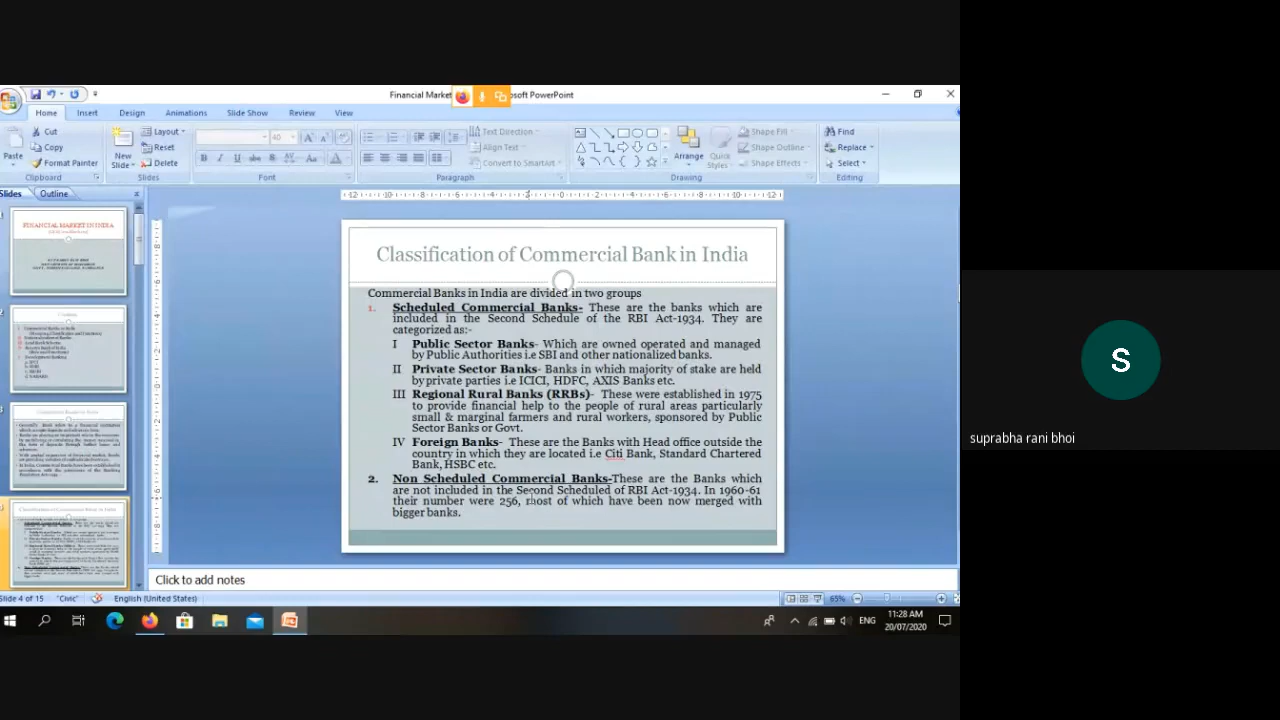 Financial Market
osoft PowerPoint
Home Insert Design Animations Slide Show Review View
Cut
Copy
Format Painter
Paste
Clipboard
New
Slide
Layout
Reset
Delete
Slides
40
Font
Text Direction
Align Text
Convert to SmartArt
Paragraph
Arrange
Quick
Styles
Shape Fill
Shape Outline
Shape Effects
Drawing
Find
Replace
Select
Editing
Slides Outline
FINANCIAL MARKET IN INDIA
Classification of Commercial Bank in India
Commercial Banks in India are divided in two groups
1. Scheduled Commercial Banks- These are the banks which are
included in the Second Schedule of the RBI Act-1934. They are
categorized as:-
I Public Sector Banks- Which are owned operated and managed
by Public Authorities i.e SBI and other nationalized banks.
II Private Sector Banks- Banks in which majority of stake are held
by private parties i.e ICICI, HDFC, AXIS Banks etc.
III Regional Rural Banks (RRBs)- These were established in 1975
to provide financial help to the people of rural areas particularly
small & marginal farmers and rural workers, sponsored by Public
Sector Banks or Govt.
IV Foreign Banks- These are the Banks with Head office outside the
country in which they are located i.e Citi Bank, Standard Chartered
Bank, HSBC etc.
2. Non Scheduled Commercial Banks-These are the Banks which
are not included in the Second Scheduled of RBI Act-1934. In 1960-61
their number were 256, most of which have been now merged with
bigger banks.
Click to add notes
Slide 4 of 15 "Civic" English (United States) 65%
ENG
11:28 AM
20/07/2020
S
suprabha rani bhoi